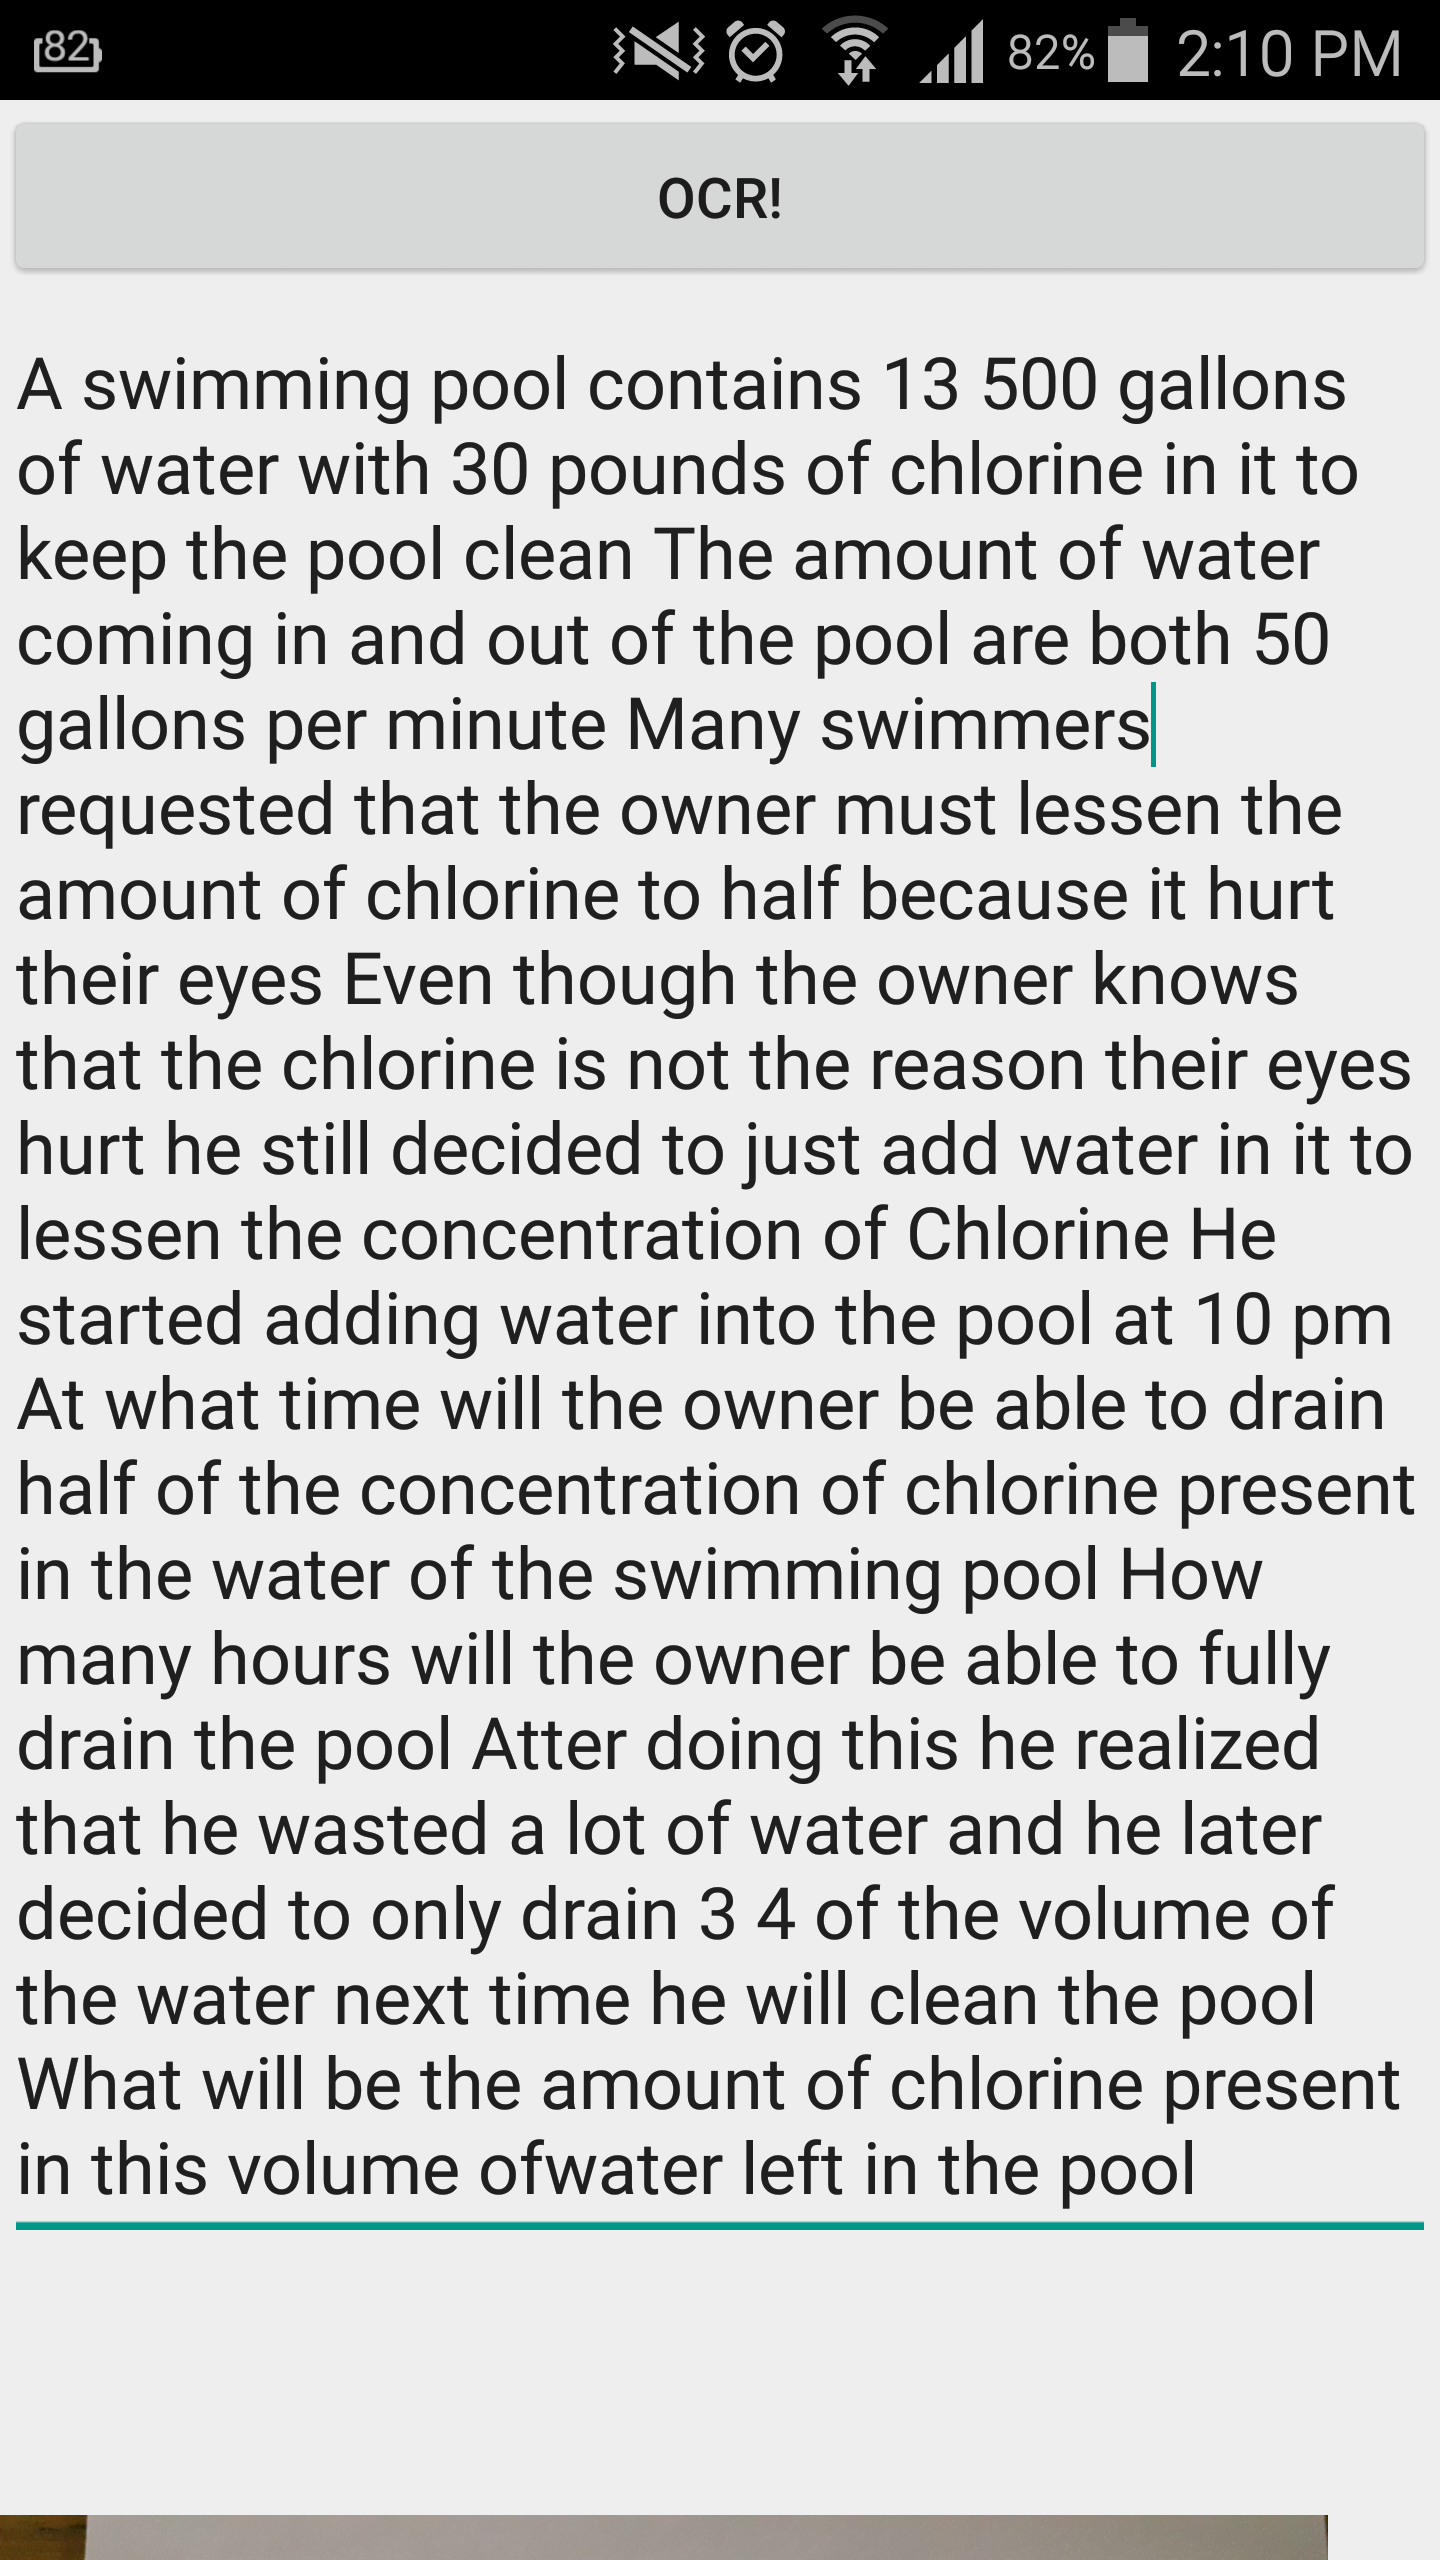 82
82% 2:10 PM
OCR!
A swimming pool contains 13 500 gallons
of water with 30 pounds of chlorine in it to
keep the pool clean The amount of water
coming in and out of the pool are both 50
gallons per minute Many swimmers
requested that the owner must lessen the
amount of chlorine to half because it hurt
their eyes Even though the owner knows
that the chlorine is not the reason their eyes
hurt he still decided to just add water in it to
lessen the concentration of Chlorine He
started adding water into the pool at 10 pm
At what time will the owner be able to drain
half of the concentration of chlorine present
in the water of the swimming pool How
many hours will the owner be able to fully
drain the pool Atter doing this he realized
that he wasted a lot of water and he later
decided to only drain 3 4 of the volume of
the water next time he will clean the pool
What will be the amount of chlorine present
in this volume ofwater left in the pool